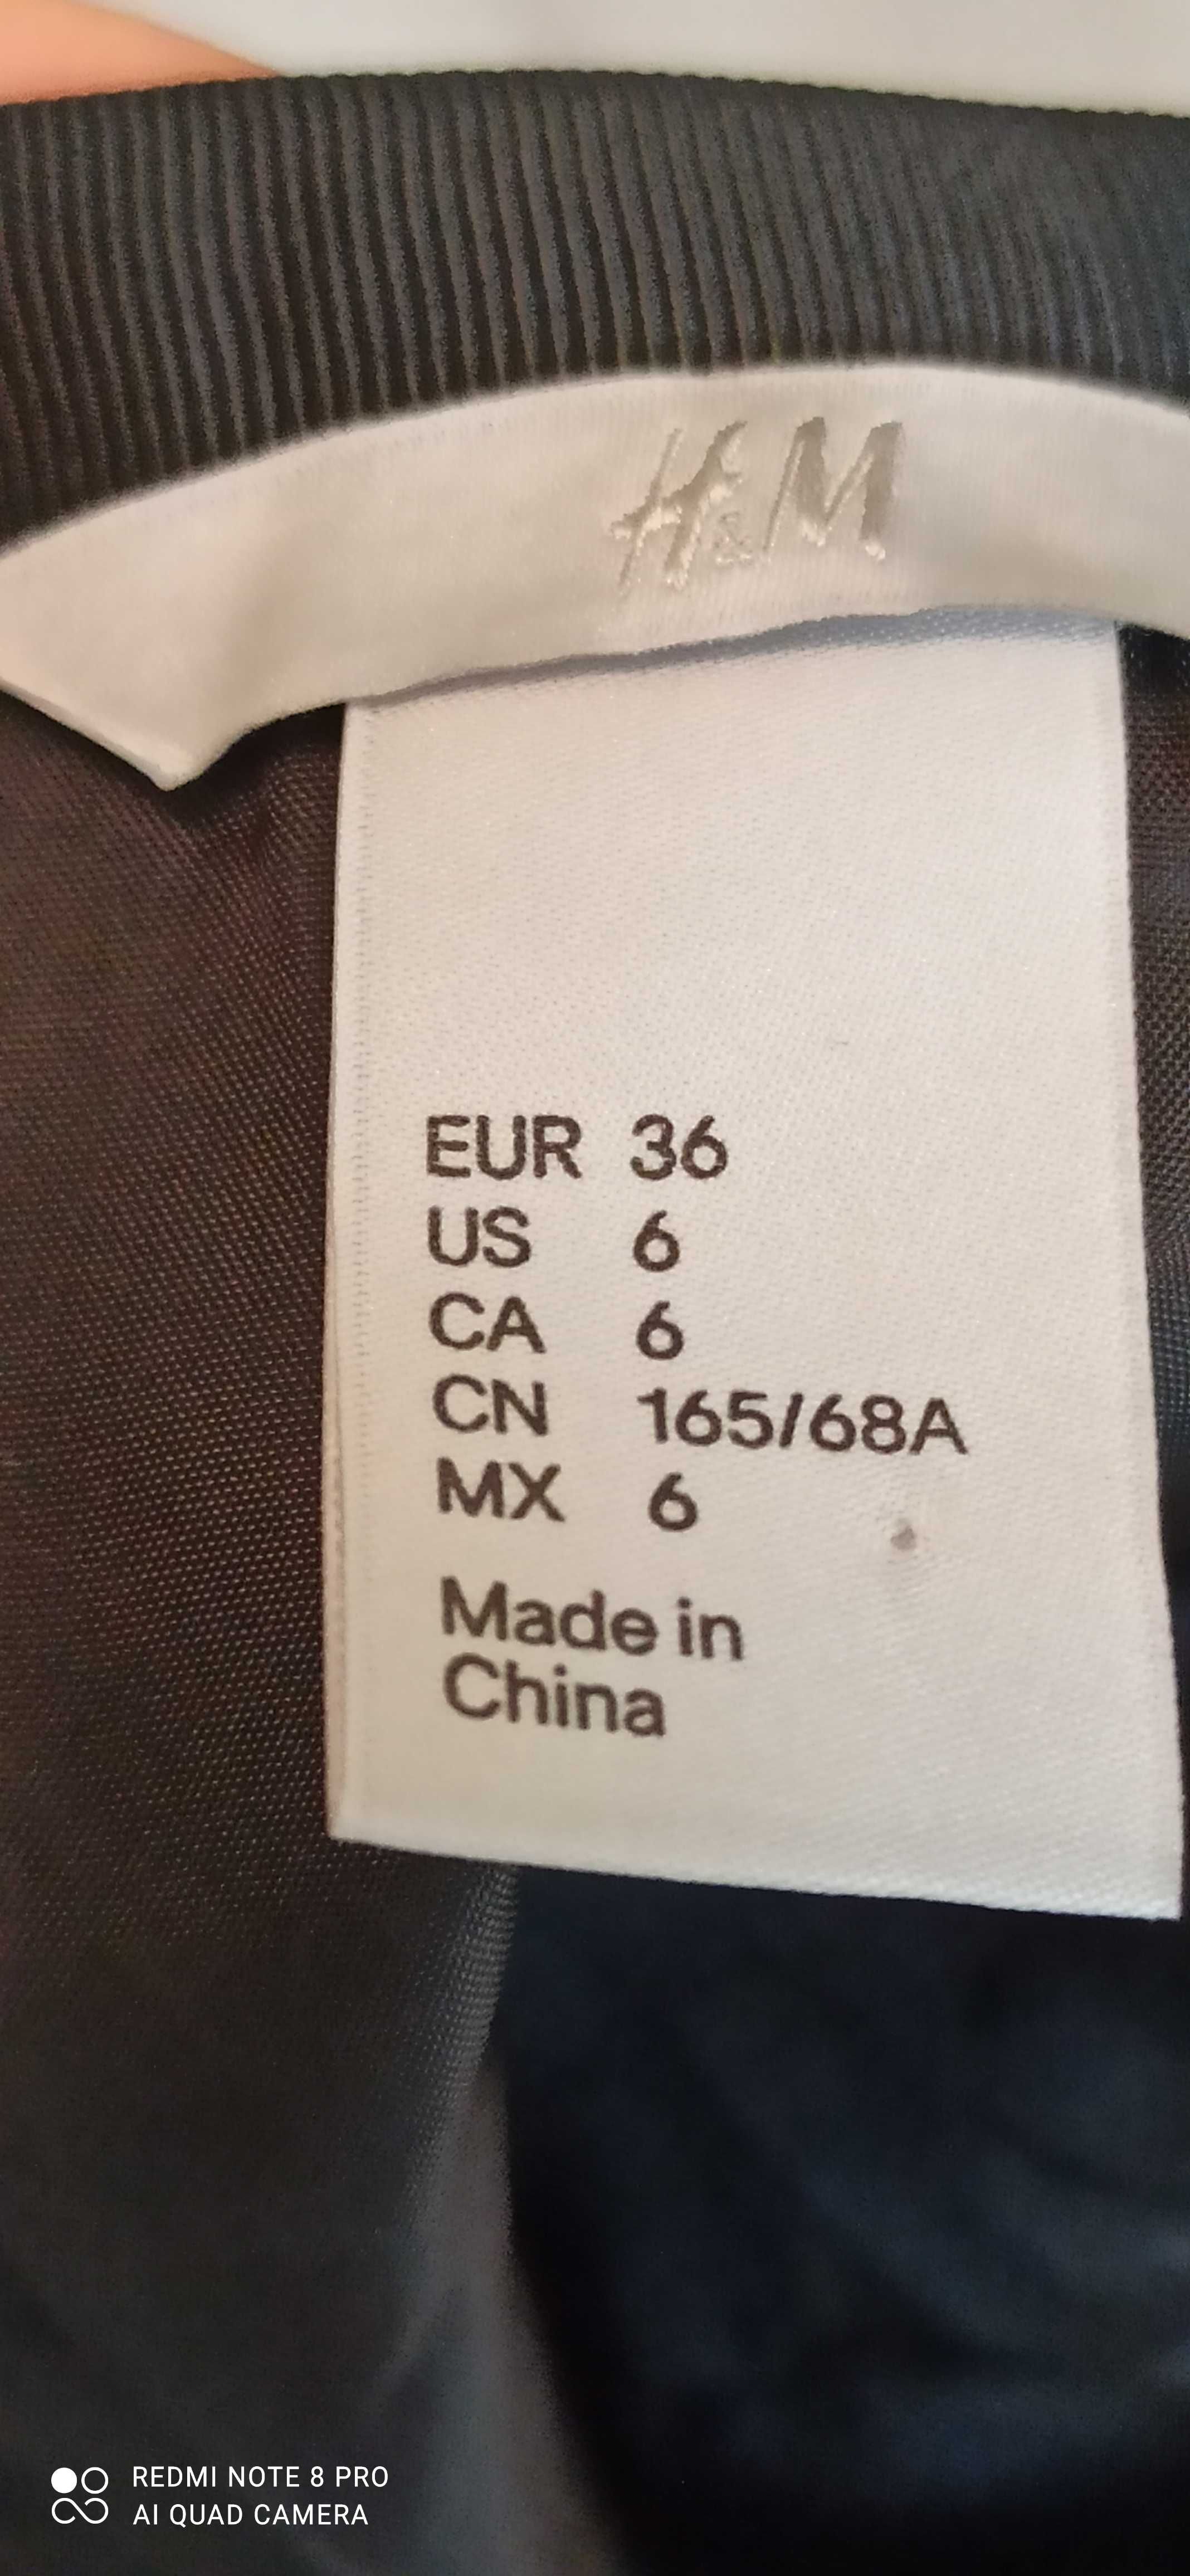 H&M
EUR 36
US 6
CA 6
CN 165/68A
MX 6
Made in
China
REDMI NOTE 8 PRO
AI QUAD CAMERA